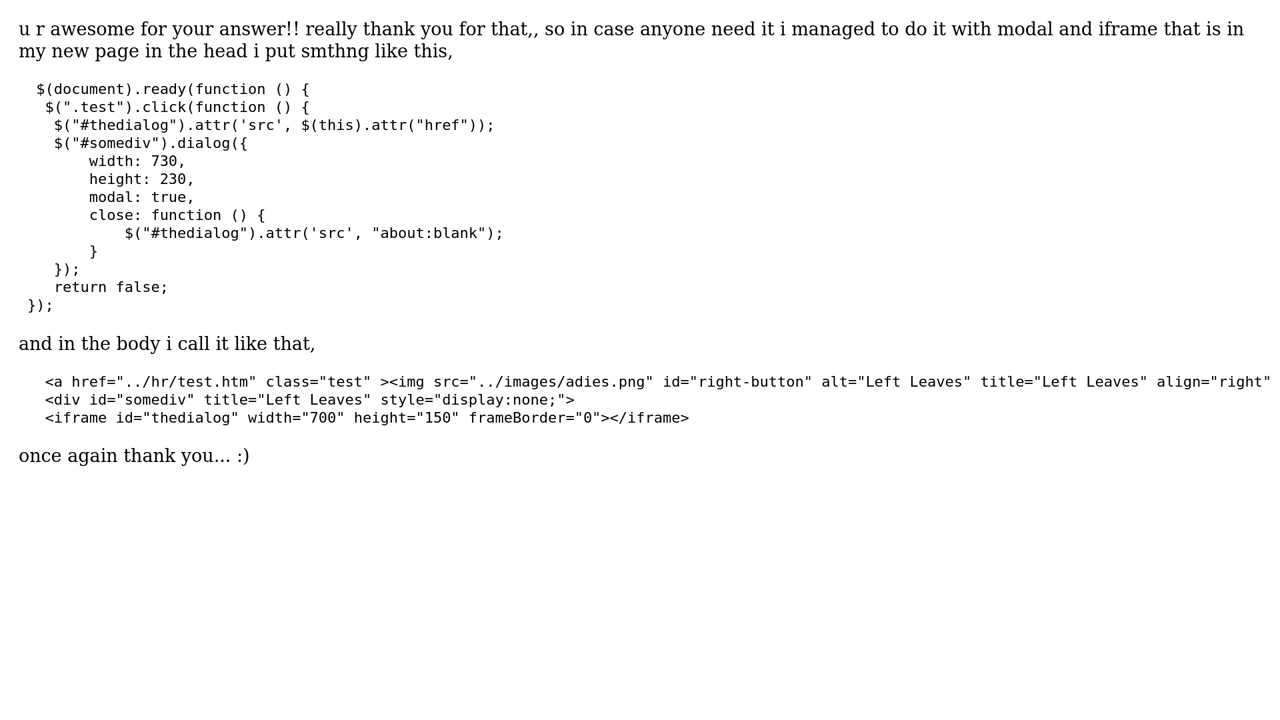 u r awesome for your answer!! really thank you for that,, so in case anyone need it i managed to do it with modal and iframe that is in
my new page in the head i put smthng like this,
$(document).ready(function () {
$(".test").click(function () {
$("#thedialog").attr('src', $(this).attr("href"));
$("#somediv").dialog({
width: 730,
height: 230,
modal: true,
close: function () {
$("#thedialog").attr('src', "about:blank");
}
});
return false;
});
and in the body i call it like that,
<a href="../hr/test.htm" class="test" ><img src="../images/adies.png" id="right-button" alt="Left Leaves" title="Left Leaves" align="right"
<div id="somediv" title="Left Leaves" style="display:none;">
<iframe id="thedialog" width="700" height="150" frameBorder="0"></iframe>
once again thank you... :)